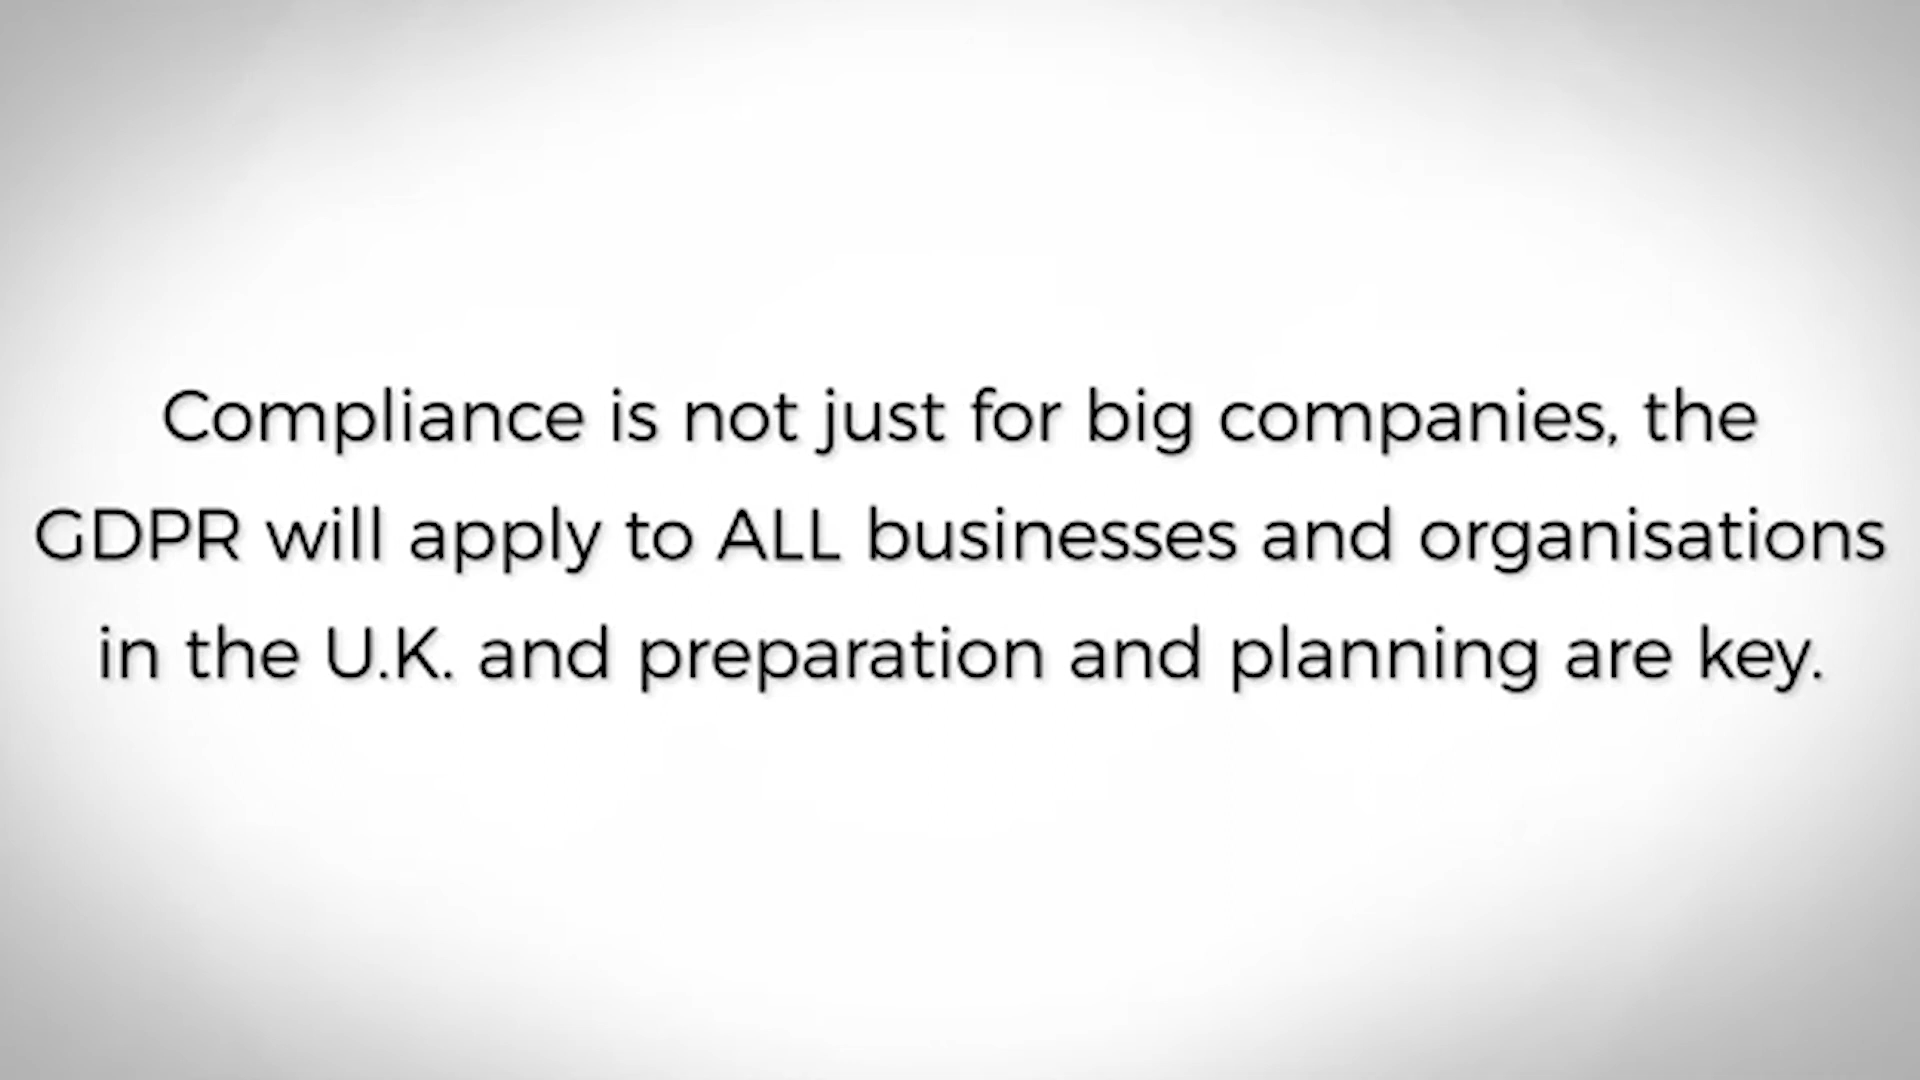 Compliance is not just for big companies, the
GDPR will apply to ALL businesses and organisations
in the U.K. and preparation and planning are key.